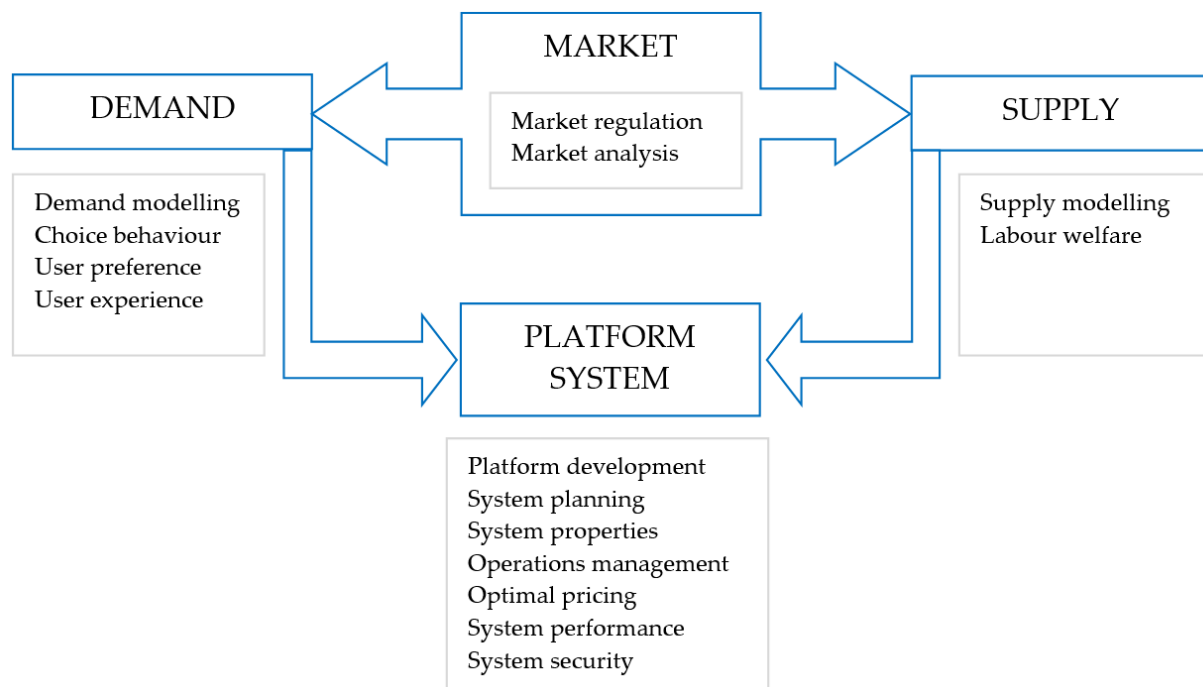 MARKET
DEMAND
SUPPLY
Market regulation
Market analysis
Demand modelling
Choice behaviour
User preference
User experience
Supply modelling
Labour welfare
PLATFORM
SYSTEM
Platform development
System planning
System properties
Operations management
Optimal pricing
System performance
System security